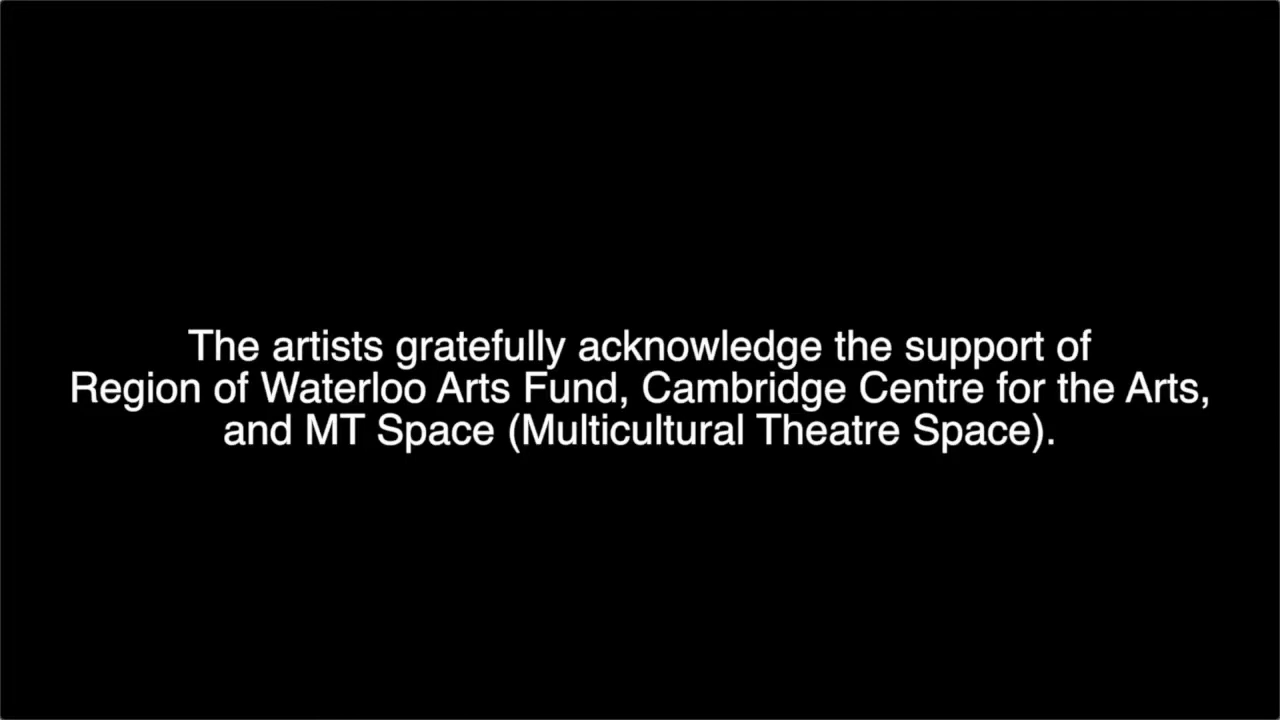 The artists gratefully acknowledge the support of
Region of Waterloo Arts Fund, Cambridge Centre for the Arts,
and MT Space (Multicultural Theatre Space).